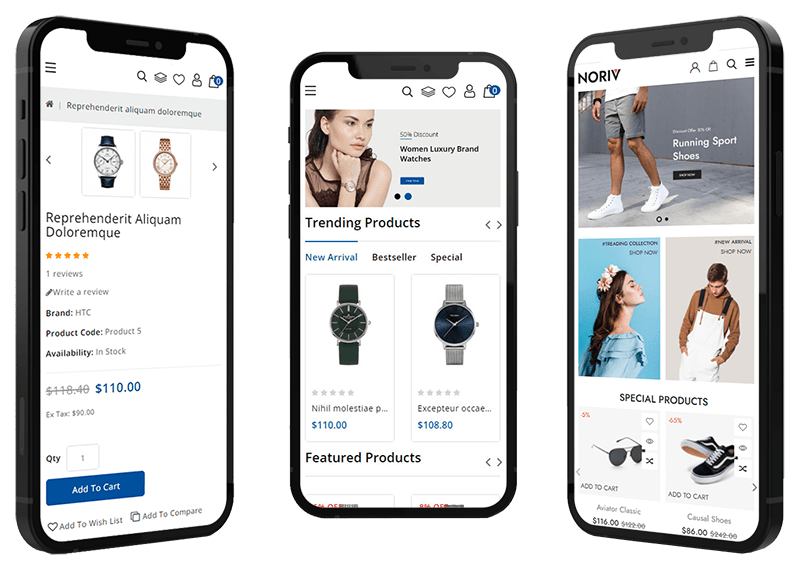 0
Reprehenderit aliquam doloremque
Reprehenderit Aliquam
Doloremque
1 reviews
Write a review
Brand: HTC
Product Code: Product 5
Availability: In Stock
$118.40 $110.00
Ex Tax: $90.00
Qty 1
Add To Cart
Add To Wish List
Add To Compare
0
50% Discount
Women Luxury Brand
Watches
Trending Products
New Arrival Bestseller Special
Nihil molestiae p...
$110.00
Excepteur occae...
$108.80
Featured Products
NORIV
Discount Offer 30% Off
Running Sport
Shoes
SHOP NOW
#TREADING COLLECTION
SHOP NOW
#NEW ARRIVAL
SHOP NOW
SPECIAL PRODUCTS
-5%
ADD TO CART
Aviator Classic
$116.00 $122.00
-65%
ADD TO CART
Causal Shoes
$86.00 $242.00